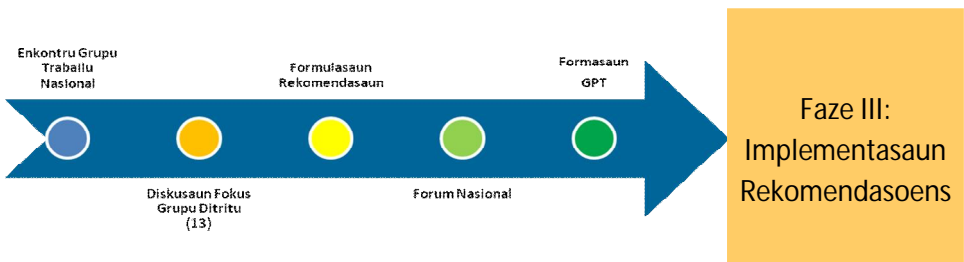 Enkontru Grupu
Traballu
Nasional
Diskusaun Fokus
Grupu Ditritu
(13)
Formulasaun
Rekomendasaun
Forum Nasional
Formasaun
GPT
Faze III:
Implementasaun
Rekomendasoens